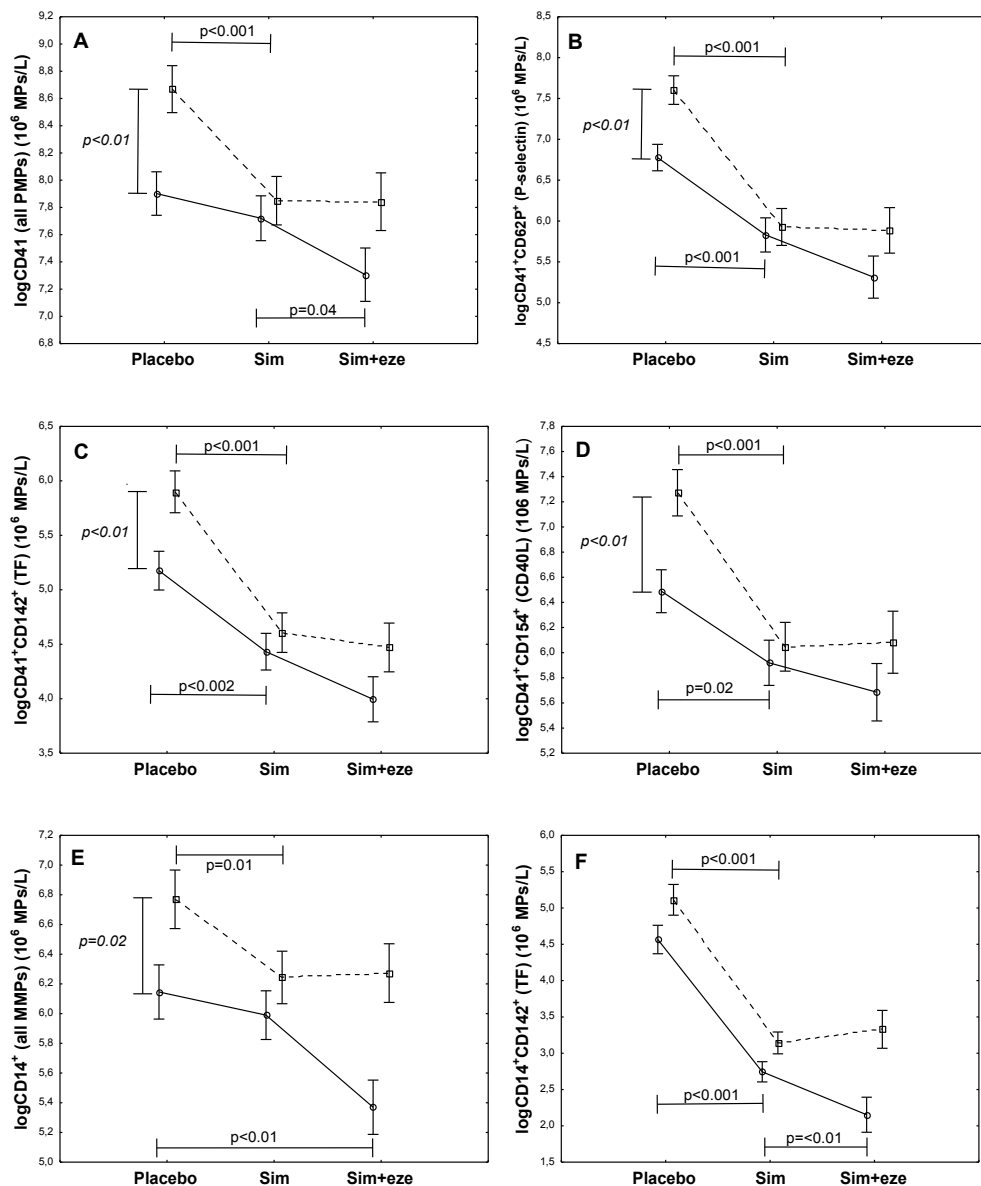 A
logCD41 (all PMPs) (10⁶ MPs/L)
9,2
9,0
8,8
8,6
8,4
8,2
8,0
7,8
7,6
7,4
7,2
7,0
6,8
p<0.001
p<0.01
p=0.04
Placebo Sim Sim+eze
B
logCD41⁺CD62P⁺ (P-selectin) (10⁶ MPs/L)
8,5
8,0
7,5
7,0
6,5
6,0
5,5
5,0
4,5
p<0.001
p<0.01
p<0.001
Placebo Sim Sim+eze
C
logCD41⁺CD142⁺ (TF) (10⁶ MPs/L)
6,5
6,0
5,5
5,0
4,5
4,0
3,5
p<0.001
p<0.01
p<0.002
Placebo Sim Sim+eze
D
logCD41⁺CD154⁺ (CD40L) (106 MPs/L)
7,8
7,6
7,4
7,2
7,0
6,8
6,6
6,4
6,2
6,0
5,8
5,6
5,4
5,2
p<0.001
p<0.01
p=0.02
Placebo Sim Sim+eze
E
logCD14⁺ (all MMPs) (10⁶ MPs/L)
7,2
7,0
6,8
6,6
6,4
6,2
6,0
5,8
5,6
5,4
5,2
5,0
p=0.01
p=0.02
p<0.01
Placebo Sim Sim+eze
F
logCD14⁺CD142⁺ (TF) (10⁶ MPs/L)
6,0
5,5
5,0
4,5
4,0
3,5
3,0
2,5
2,0
1,5
p<0.001
p<0.001
p=<0.01
Placebo Sim Sim+eze